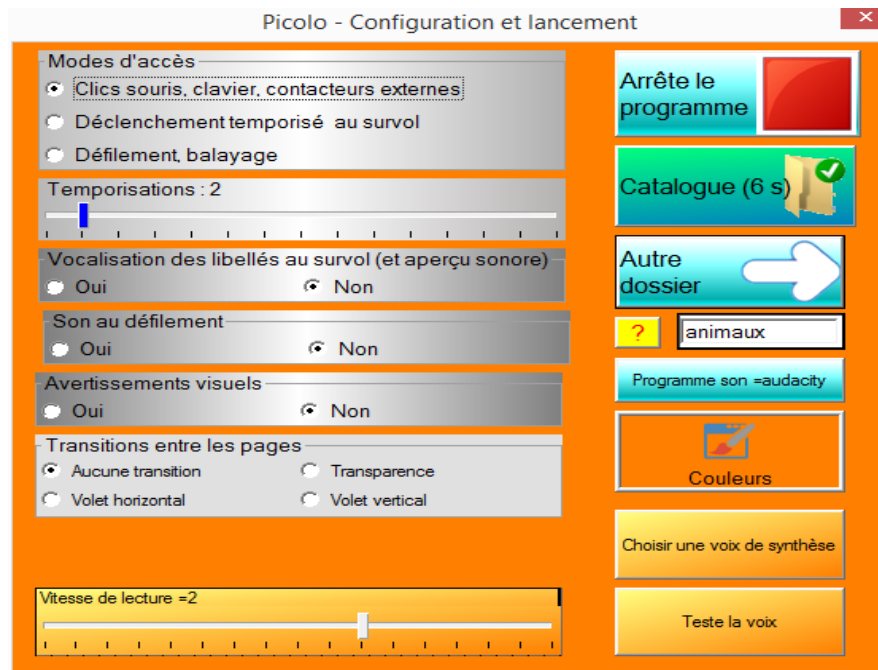 Picolo - Configuration et lancement
Modes d'accès
Clics souris, clavier, contacteurs externes
Déclenchement temporisé au survol
Défilement, balayage
Temporisations : 2
Vocalisation des libellés au survol (et aperçu sonore)
Oui Non
Son au défilement
Oui Non
Avertissements visuels
Oui Non
Transitions entre les pages
Aucune transition Transparence
Volet horizontal Volet vertical
Vitesse de lecture =2
Arrête le
programme
Catalogue (6 s)
Autre
dossier
? animaux
Programme son =audacity
Couleurs
Choisir une voix de synthèse
Teste la voix